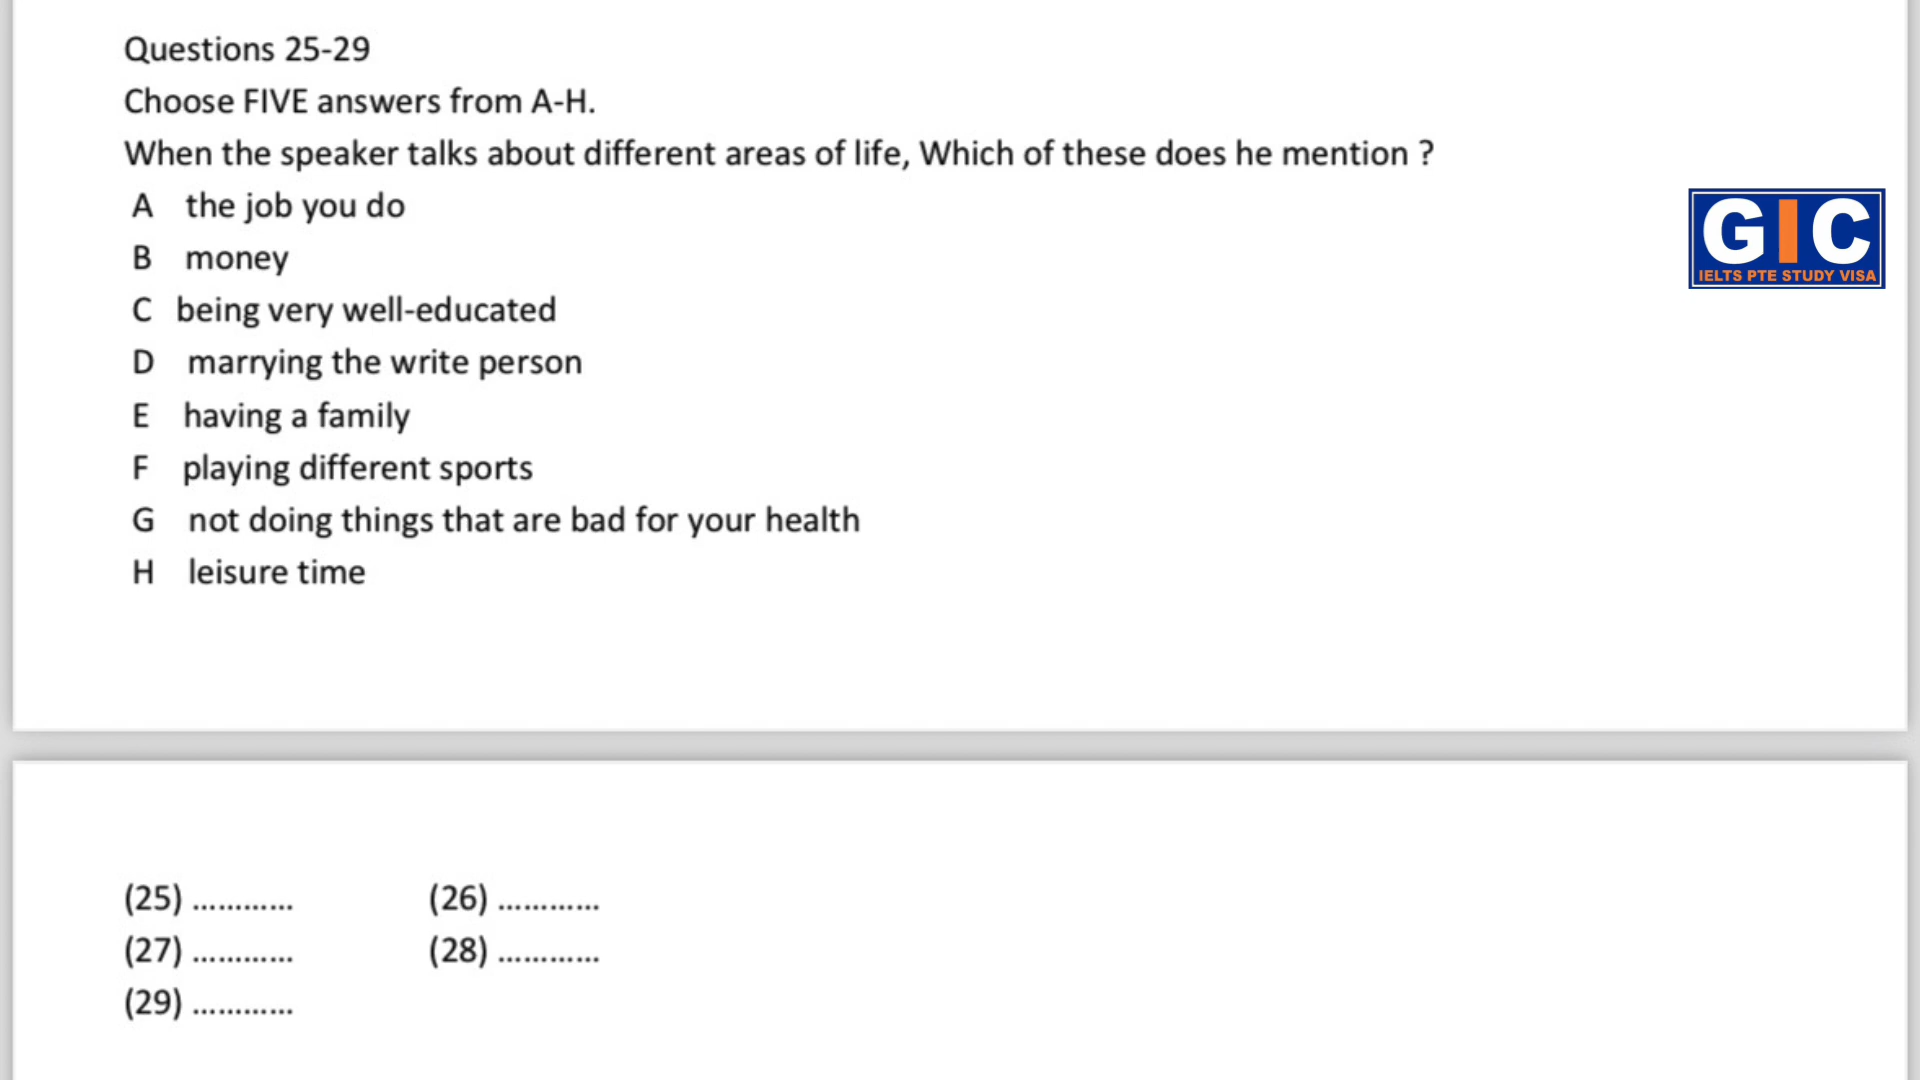 Questions 25-29
Choose FIVE answers from A-H.
When the speaker talks about different areas of life, Which of these does he mention ?
A the job you do
B money
C being very well-educated
D marrying the write person
E having a family
F playing different sports
G not doing things that are bad for your health
H leisure time
GIC
IELTS PTE STUDY VISA
(25) ............ (26) ............
(27) ............ (28) ............
(29) ............